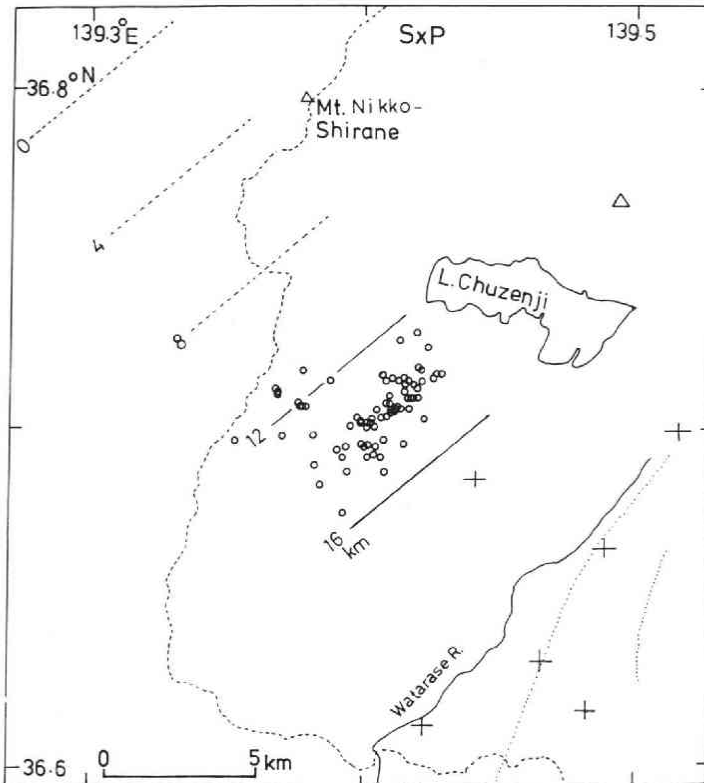 139.3°E
SxP
139.5
36.8°N
Mt. Nikko-
Shirane
0
4
8
L. Chuzenji
12
16
km
Watarase R.
36.6
0
5 km